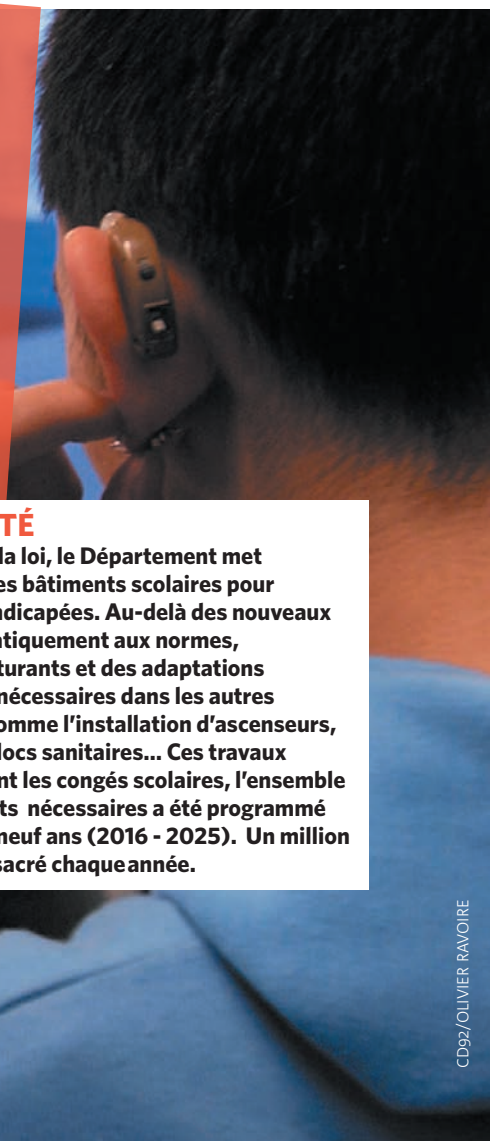 TÉ
la loi, le Département met
es bâtiments scolaires pour
ndicapées. Au-delà des nouveaux
atiquement aux normes,
turants et des adaptations
nécessaires dans les autres
omme l’installation d’ascenseurs,
locs sanitaires... Ces travaux
nt les congés scolaires, l’ensemble
ts nécessaires a été programmé
neuf ans (2016 - 2025). Un million
sacré chaque année.
CD92/OLIVIER RAVOIRE